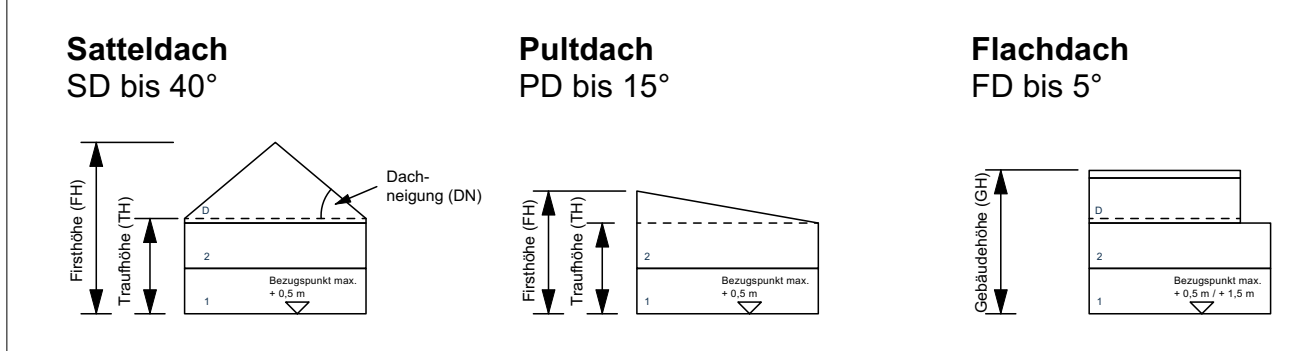 Satteldach
SD bis 40°
Firsthöhe (FH)
Traufhöhe (TH)
Dach-
neigung (DN)
D
2
1
Bezugspunkt max.
+ 0,5 m
Pultdach
PD bis 15°
Firsthöhe (FH)
Traufhöhe (TH)
2
1
Bezugspunkt max.
+ 0,5 m
Flachdach
FD bis 5°
Gebäudehöhe (GH)
D
2
1
Bezugspunkt max.
+ 0,5 m / + 1,5 m